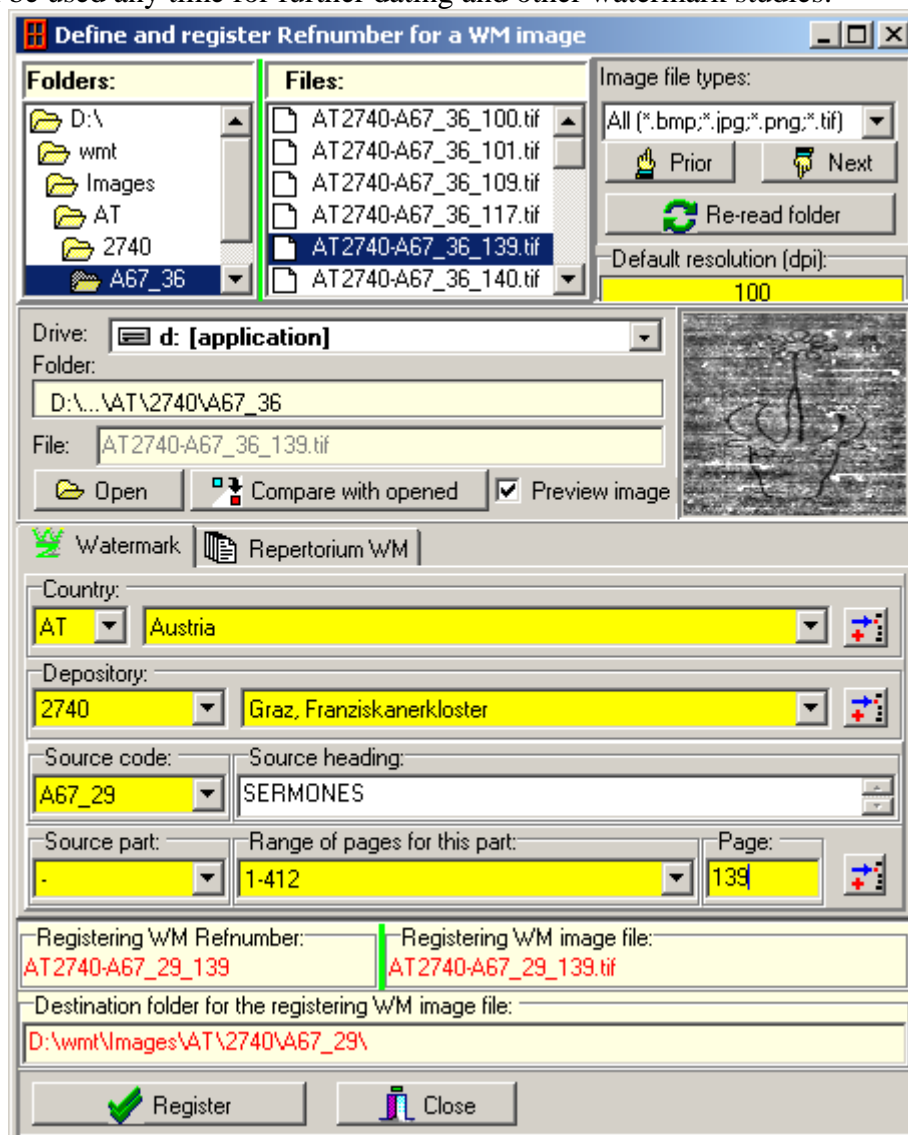 be used any time for further dating and other watermark studies.
Define and register Refnumber for a WM image
Folders:
Files:
Image file types:
D:\
wmt
Images
AT
2740
A67_36
AT2740-A67_36_100.tif
AT2740-A67_36_101.tif
AT2740-A67_36_109.tif
AT2740-A67_36_117.tif
AT2740-A67_36_139.tif
AT2740-A67_36_140.tif
All (*.bmp;*.jpg;*.png;*.tif)
Prior
Next
Re-read folder
Default resolution (dpi):
100
Drive:
d: [application]
Folder:
D:\...\AT\2740\A67_36
File:
AT2740-A67_36_139.tif
Open
Compare with opened
Preview image
Watermark
Repertorium WM
Country:
AT
Austria
Depository:
2740
Graz, Franziskanerkloster
Source code:
Source heading:
A67_29
SERMONES
Source part:
Range of pages for this part:
Page:
-
1-412
139
Registering WM Refnumber:
Registering WM image file:
AT2740-A67_29_139
AT2740-A67_29_139.tif
Destination folder for the registering WM image file:
D:\wmt\Images\AT\2740\A67_29\
Register
Close